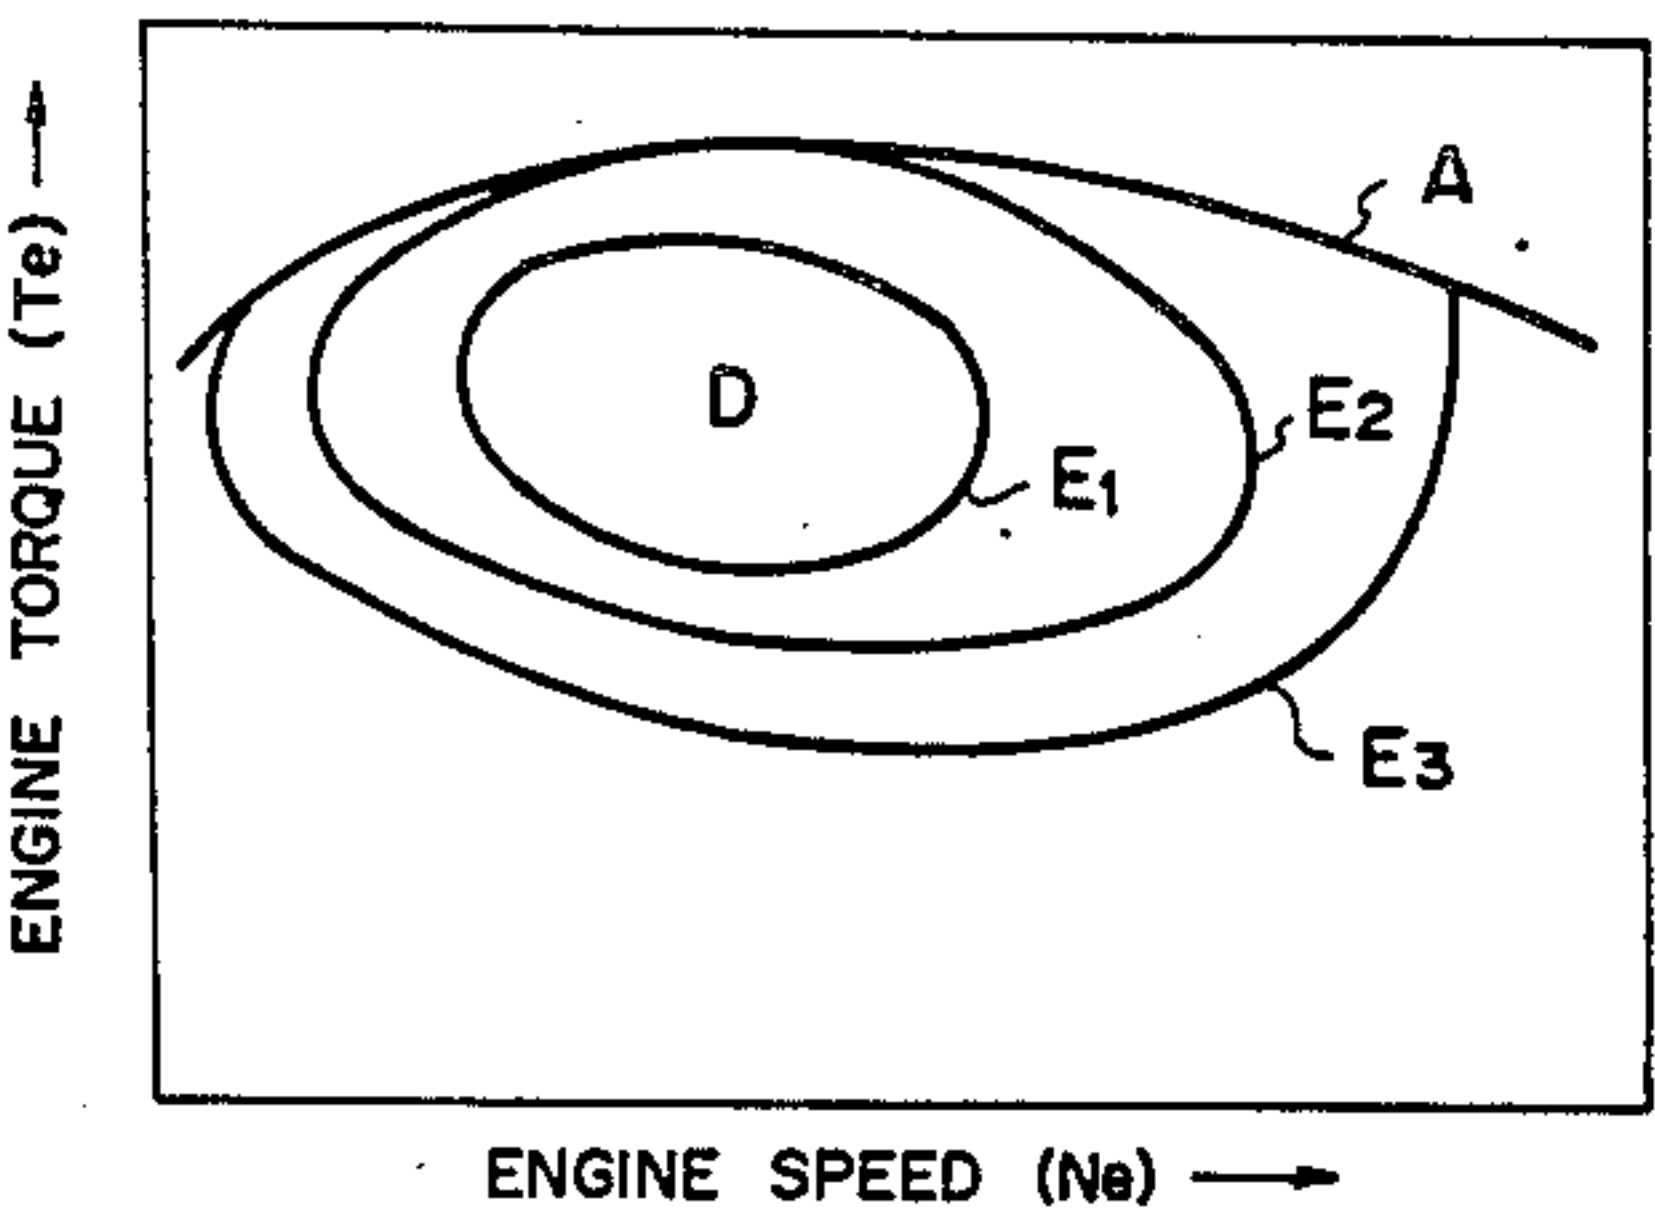 ENGINE TORQUE (Te)
A
D
E2
E1
E3
ENGINE SPEED (Ne)